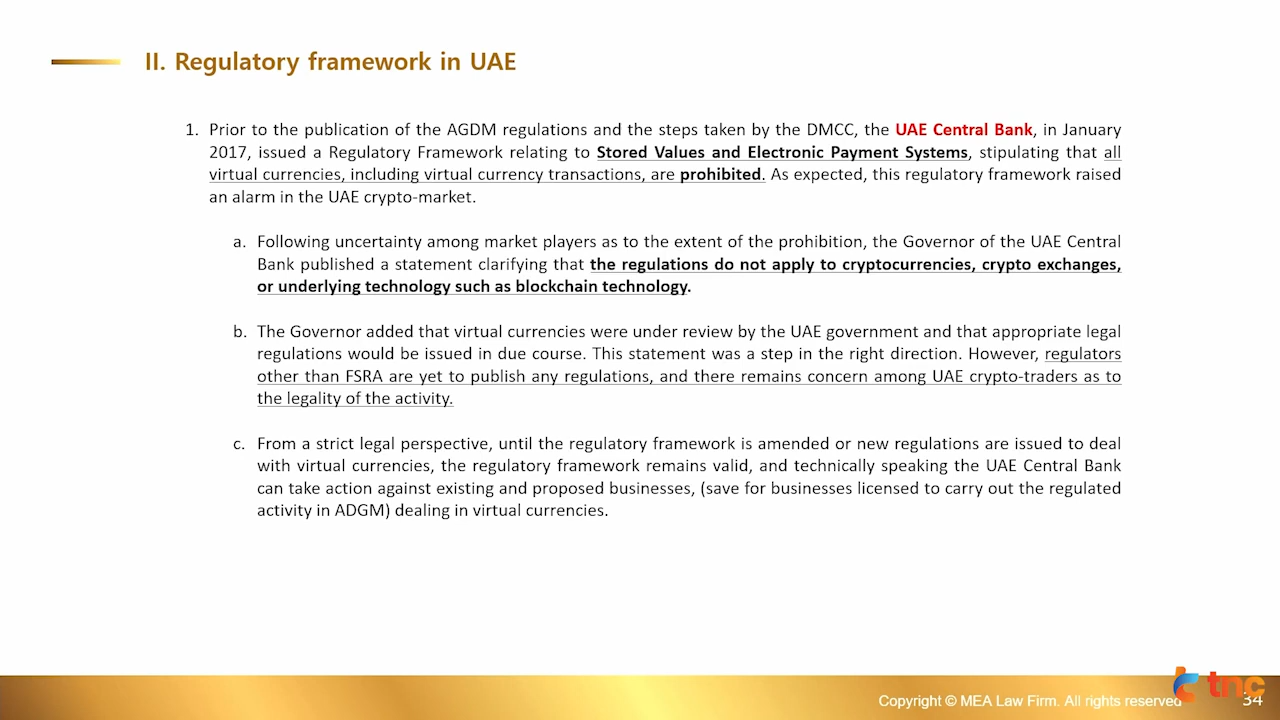 II. Regulatory framework in UAE
1. Prior to the publication of the AGDM regulations and the steps taken by the DMCC, the UAE Central Bank, in January
2017, issued a Regulatory Framework relating to Stored Values and Electronic Payment Systems, stipulating that all
virtual currencies, including virtual currency transactions, are prohibited. As expected, this regulatory framework raised
an alarm in the UAE crypto-market.
a. Following uncertainty among market players as to the extent of the prohibition, the Governor of the UAE Central
Bank published a statement clarifying that the regulations do not apply to cryptocurrencies, crypto exchanges,
or underlying technology such as blockchain technology.
b. The Governor added that virtual currencies were under review by the UAE government and that appropriate legal
regulations would be issued in due course. This statement was a step in the right direction. However, regulators
other than FSRA are yet to publish any regulations, and there remains concern among UAE crypto-traders as to
the legality of the activity.
c. From a strict legal perspective, until the regulatory framework is amended or new regulations are issued to deal
with virtual currencies, the regulatory framework remains valid, and technically speaking the UAE Central Bank
can take action against existing and proposed businesses, (save for businesses licensed to carry out the regulated
activity in ADGM) dealing in virtual currencies.
Copyright © MEA Law Firm. All rights reserved
tnc
34